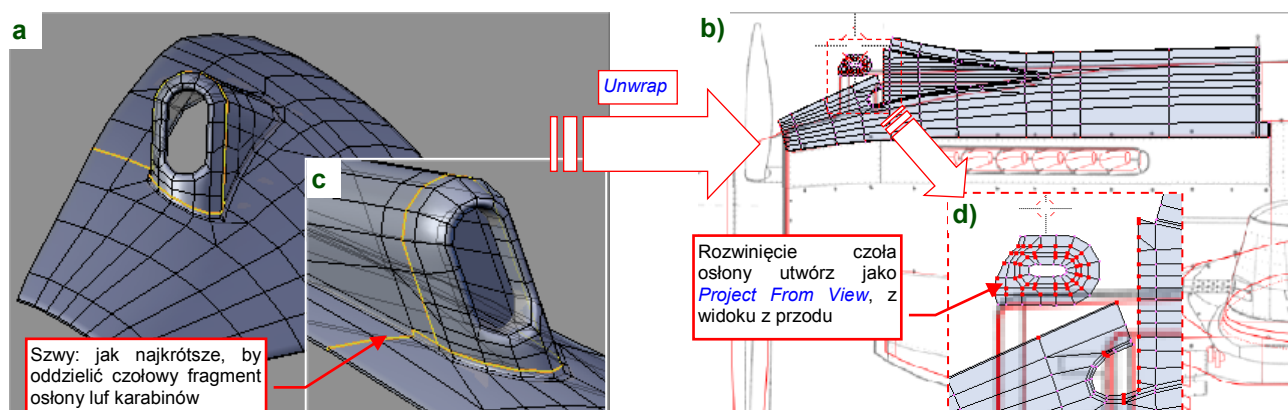 a
b)
Unwrap
c
d)
Rozwinięcie czoła
osłony utwórz jako
Project From View, z
widoku z przodu
Szwy: jak najkrótsze, by
oddzielić czołowy fragment
osłony luf karabinów